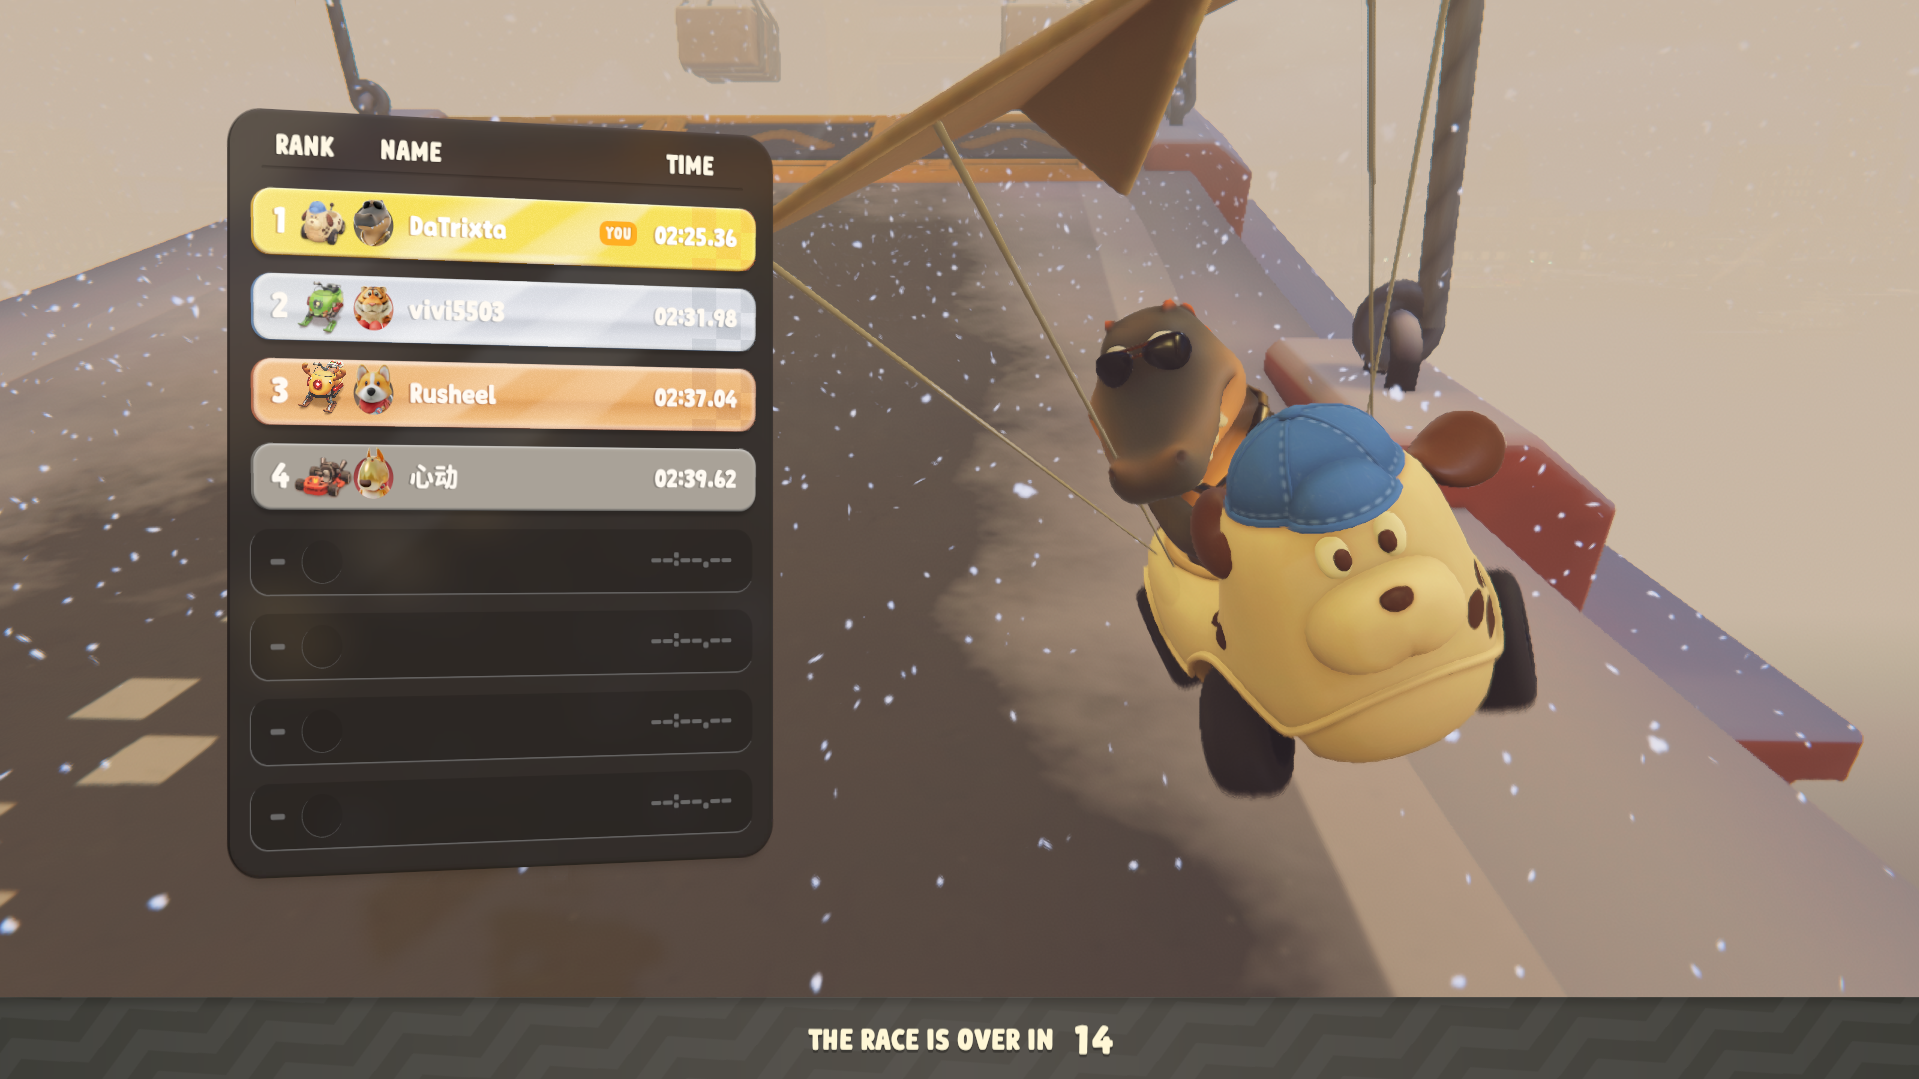 RANK NAME TIME
1 DaTrixta YOU 02:25.36
2 vivi5503 02:31.98
3 Rusheel 02:37.04
4 心动 02:39.62
- --:--.--
- --:--.--
- --:--.--
- --:--.--
THE RACE IS OVER IN 14